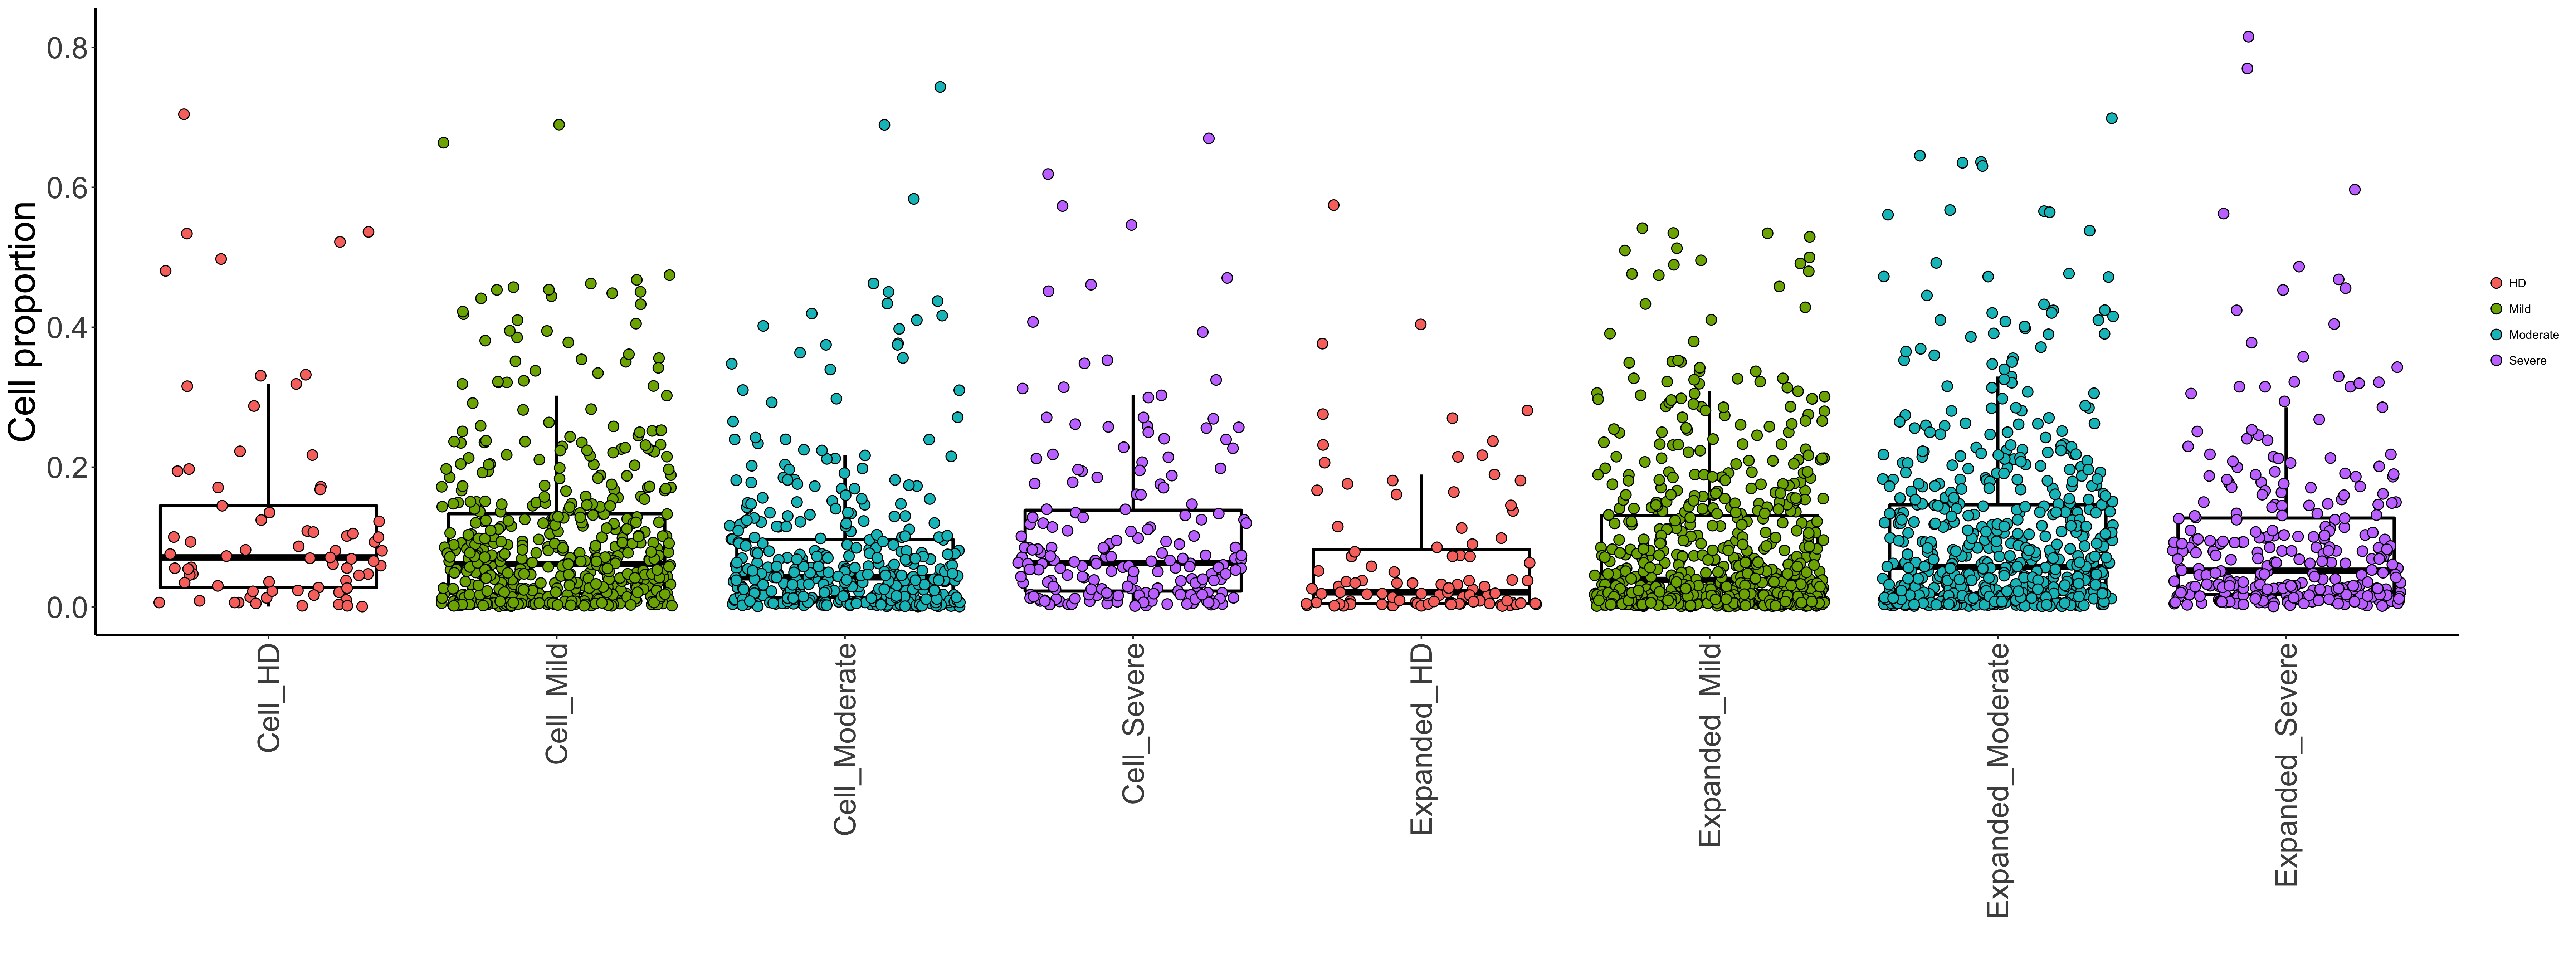 Cell proportion
0.8
0.6
0.4
0.2
0.0
Cell_HD
Cell_Mild
Cell_Moderate
Cell_Severe
Expanded_HD
Expanded_Mild
Expanded_Moderate
Expanded_Severe
HD
Mild
Moderate
Severe